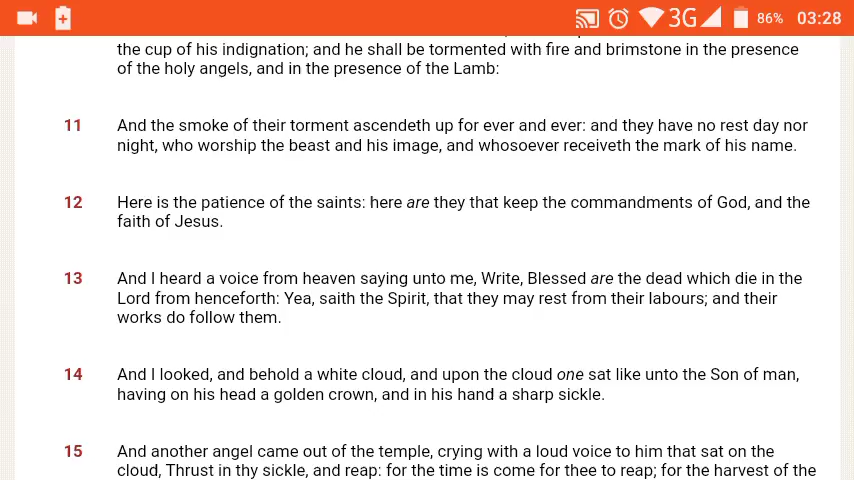 3G 86% 03:28
the cup of his indignation; and he shall be tormented with fire and brimstone in the presence
of the holy angels, and in the presence of the Lamb:
11 And the smoke of their torment ascendeth up for ever and ever: and they have no rest day nor
night, who worship the beast and his image, and whosoever receiveth the mark of his name.
12 Here is the patience of the saints: here are they that keep the commandments of God, and the
faith of Jesus.
13 And I heard a voice from heaven saying unto me, Write, Blessed are the dead which die in the
Lord from henceforth: Yea, saith the Spirit, that they may rest from their labours; and their
works do follow them.
14 And I looked, and behold a white cloud, and upon the cloud one sat like unto the Son of man,
having on his head a golden crown, and in his hand a sharp sickle.
15 And another angel came out of the temple, crying with a loud voice to him that sat on the
cloud, Thrust in thy sickle, and reap: for the time is come for thee to reap; for the harvest of the